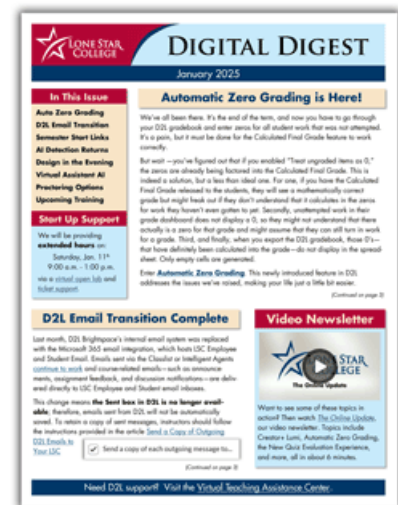 LONE STAR
COLLEGE
DIGITAL DIGEST
January 2025
In This Issue
Auto Zero Grading
D2L Email Transition
Semester Start Links
AI Detection Returns
Design in the Evening
Virtual Assistant AI
Proctoring Options
Upcoming Training
Start Up Support
We will be providing
extended hours on
Saturday, Jan. 11th
9:00 a.m. - 1:00 p.m.
via a virtual open lab and
ticket support.
Automatic Zero Grading is Here!
We've all been there. It's the end of the term, and now you have to go through
your D2L gradebook and enter zeros for all student work that was not attempted.
It's a pain, but it must be done for the Calculated Final Grade feature to work
correctly.
But wait —you've figured out that if you enabled "Treat ungraded items as 0,"
the zeros are already being factored into the Calculated Final Grade. This is
indeed a solution, but a less than ideal one. For one, if you have the Calculated
Final Grade released to the students, they will see a mathematically correct
grade but might freak out if they don't understand that it calculates in the zeros
for work they haven't even gotten to yet. Secondly, unattempted work in their
grade dashboard does not display a 0, so they might not understand that there
actually is a zero for that grade and might assume that they can still turn in work
for a grade. Third, and finally, when you export the D2L gradebook, those 0's—
that have definitely been calculated into the grade—do not display in the spread-
sheet. Only empty cells are generated.
Enter Automatic Zero Grading. This newly introduced feature in D2L
addresses the issues we've raised, making your life just a little bit easier.
(Continued on page 2)
D2L Email Transition Complete
Last month, D2L Brightspace's internal email system was replaced
with the Microsoft 365 email integration, which hosts LSC Employee
and Student Email. Emails sent via the Classlist or Intelligent Agents
continue to work and course-related emails—such as announce-
ments, assignment feedback, and discussion notifications—are deliv-
ered directly to LSC Employee and Student email inboxes.
This change means the Sent box in D2L is no longer avail-
able; therefore, emails sent from D2L will not be automatically
saved. To retain a copy of sent messages, instructors should follow
the instructions provided in the article Send a Copy of Outgoing
D2L Emails to
Your LSC
Send a copy of each outgoing message to...
(Continued on page 3)
Video Newsletter
STAR
The Online Update
Want to see some of these topics in
action? Then watch The Online Update,
our video newsletter. Topics include
Creator+ Lumi, Automatic Zero Grading,
the New Quiz Evaluation Experience,
and more, all in about 6 minutes.
Need D2L support? Visit the Virtual Teaching Assistance Center.